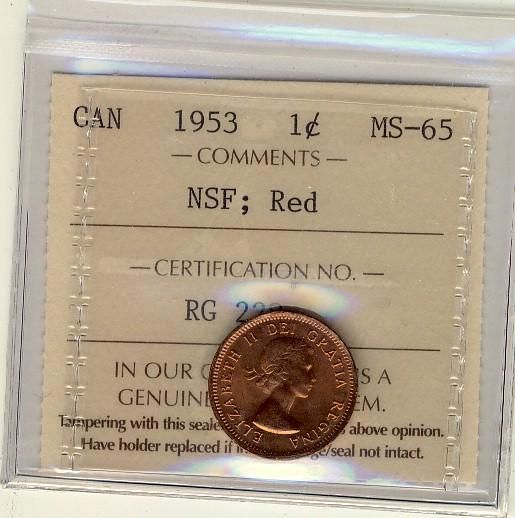 CAN 1953 1¢ MS-65
— COMMENTS —
NSF; Red
— CERTIFICATION NO. —
RG
IN OUR A
GENUINE
Tampering with this seale above opinion.
Have holder replaced if /seal not intact.
ELIZABETH II DEI GRATIA REGINA